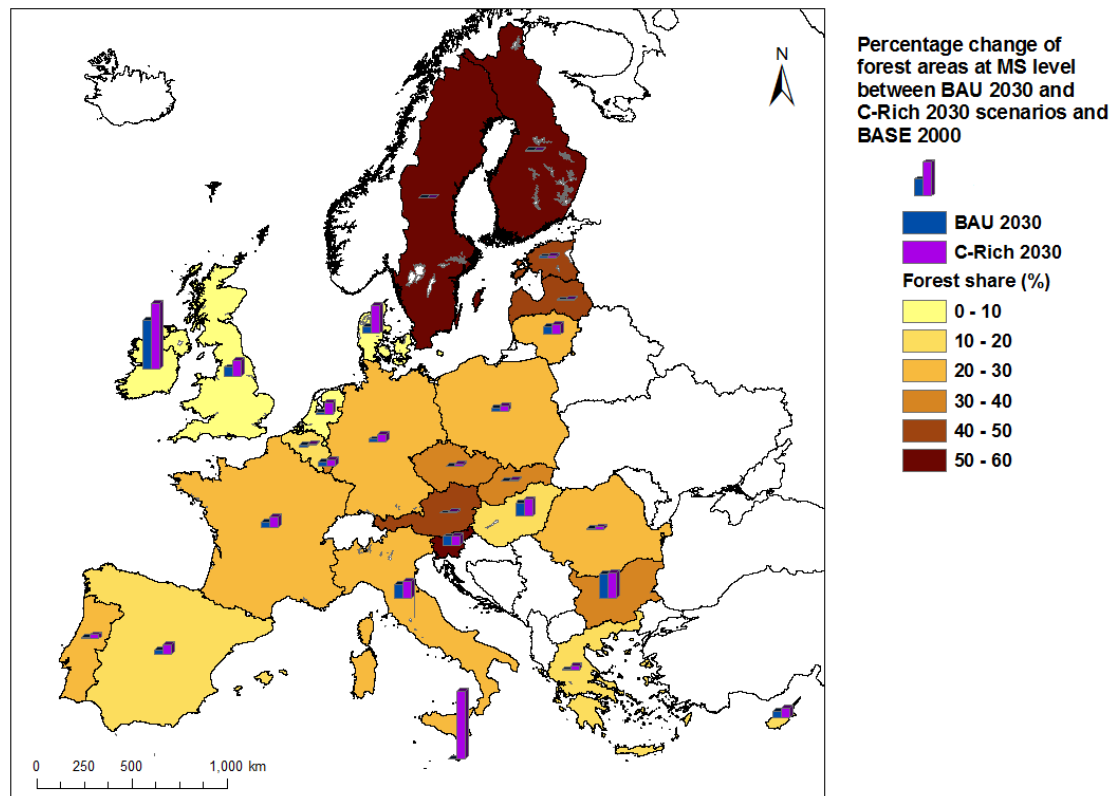 N
Percentage change of
forest areas at MS level
between BAU 2030 and
C-Rich 2030 scenarios and
BASE 2000
BAU 2030
C-Rich 2030
Forest share (%)
0 - 10
10 - 20
20 - 30
30 - 40
40 - 50
50 - 60
0 250 500 1,000 km